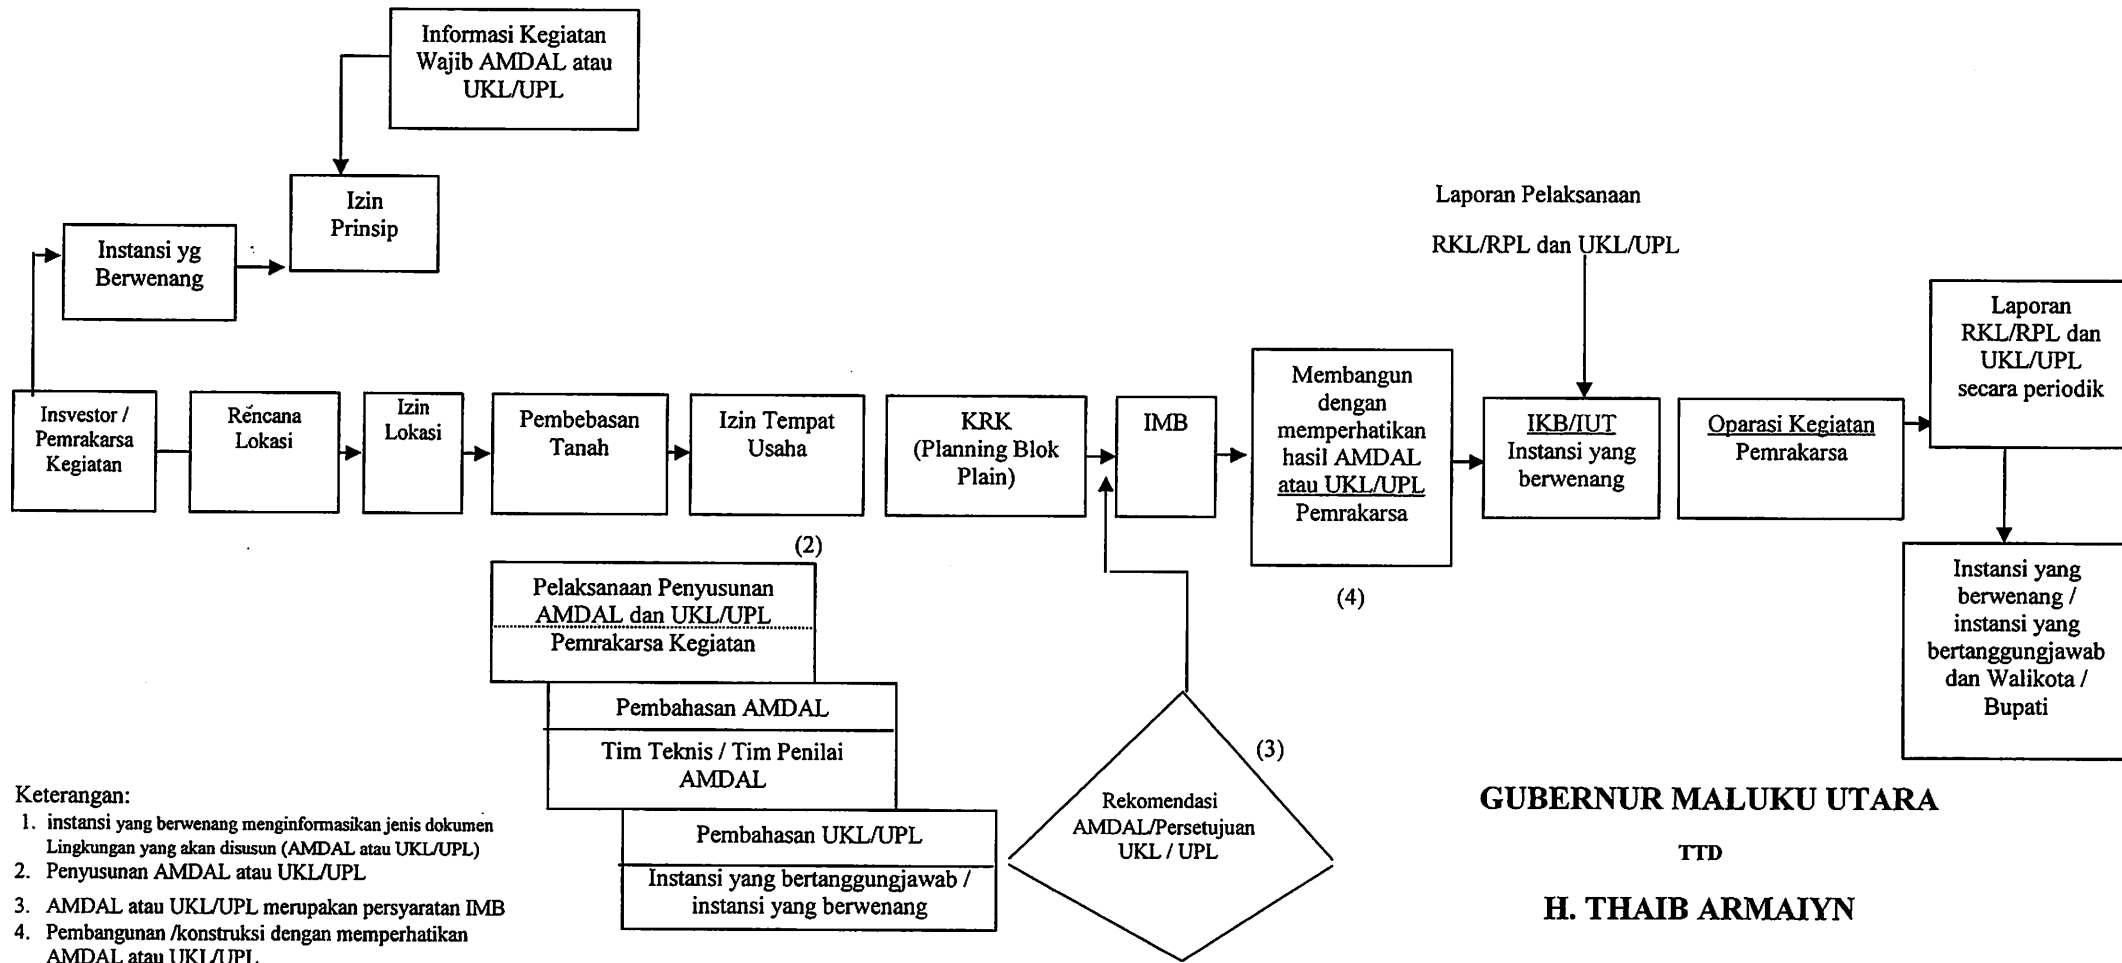 Informasi Kegiatan
Wajib AMDAL atau
UKL/UPL
Izin
Prinsip
Instansi yg
Berwenang
Laporan Pelaksanaan
RKL/RPL dan UKL/UPL
Insvestor /
Pemrakarsa
Kegiatan
Rencana
Lokasi
Izin
Lokasi
Pembebasan
Tanah
Izin Tempat
Usaha
KRK
(Planning Blok
Plain)
IMB
Membangun
dengan
memperhatikan
hasil AMDAL
atau UKL/UPL
Pemrakarsa
IKB/IUT
Instansi yang
berwenang
Oparasi Kegiatan
Pemrakarsa
Laporan
RKL/RPL dan
UKL/UPL
secara periodik
Instansi yang
berwenang /
instansi yang
bertanggungjawab
dan Walikota /
Bupati
(2)
Pelaksanaan Penyusunan
AMDAL dan UKL/UPL
Pemrakarsa Kegiatan
Pembahasan AMDAL
Tim Teknis / Tim Penilai
AMDAL
Pembahasan UKL/UPL
Instansi yang bertanggungjawab /
instansi yang berwenang
(3)
Rekomendasi
AMDAL/Persetujuan
UKL / UPL
(4)
Keterangan:
1. instansi yang berwenang menginformasikan jenis dokumen
Lingkungan yang akan disusun (AMDAL atau UKL/UPL)
2. Penyusunan AMDAL atau UKL/UPL
3. AMDAL atau UKL/UPL merupakan persyaratan IMB
4. Pembangunan /konstruksi dengan memperhatikan
AMDAL atau UKL/UPL
GUBERNUR MALUKU UTARA
TTD
H. THAIB ARMAIYN